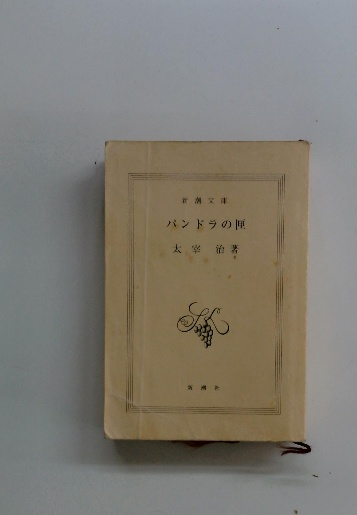 新潮文庫
パンドラの匣
太宰治著
新潮社